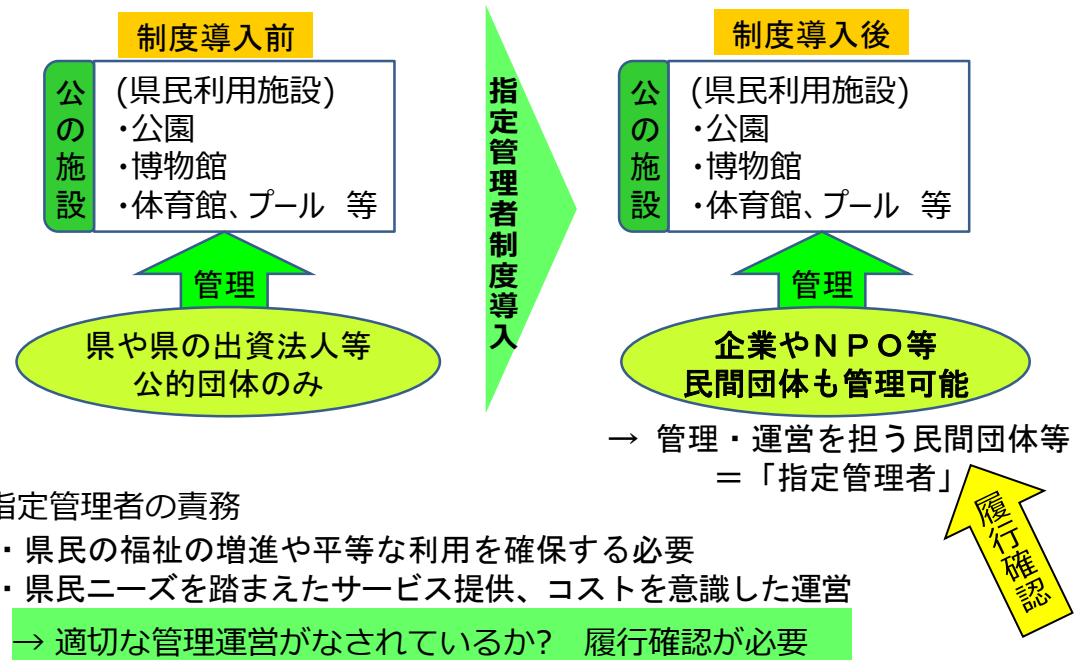 制度導入前
公の施設
(県民利用施設)
・公園
・博物館
・体育館、プール 等
管理
県や県の出資法人等
公的団体のみ
指定管理者制度導入
制度導入後
公の施設
(県民利用施設)
・公園
・博物館
・体育館、プール 等
管理
企業やNPO等
民間団体も管理可能
→ 管理・運営を担う民間団体等
＝「指定管理者」
履行確認
指定管理者の責務
・県民の福祉の増進や平等な利用を確保する必要
・県民ニーズを踏まえたサービス提供、コストを意識した運営
→ 適切な管理運営がなされているか? 履行確認が必要